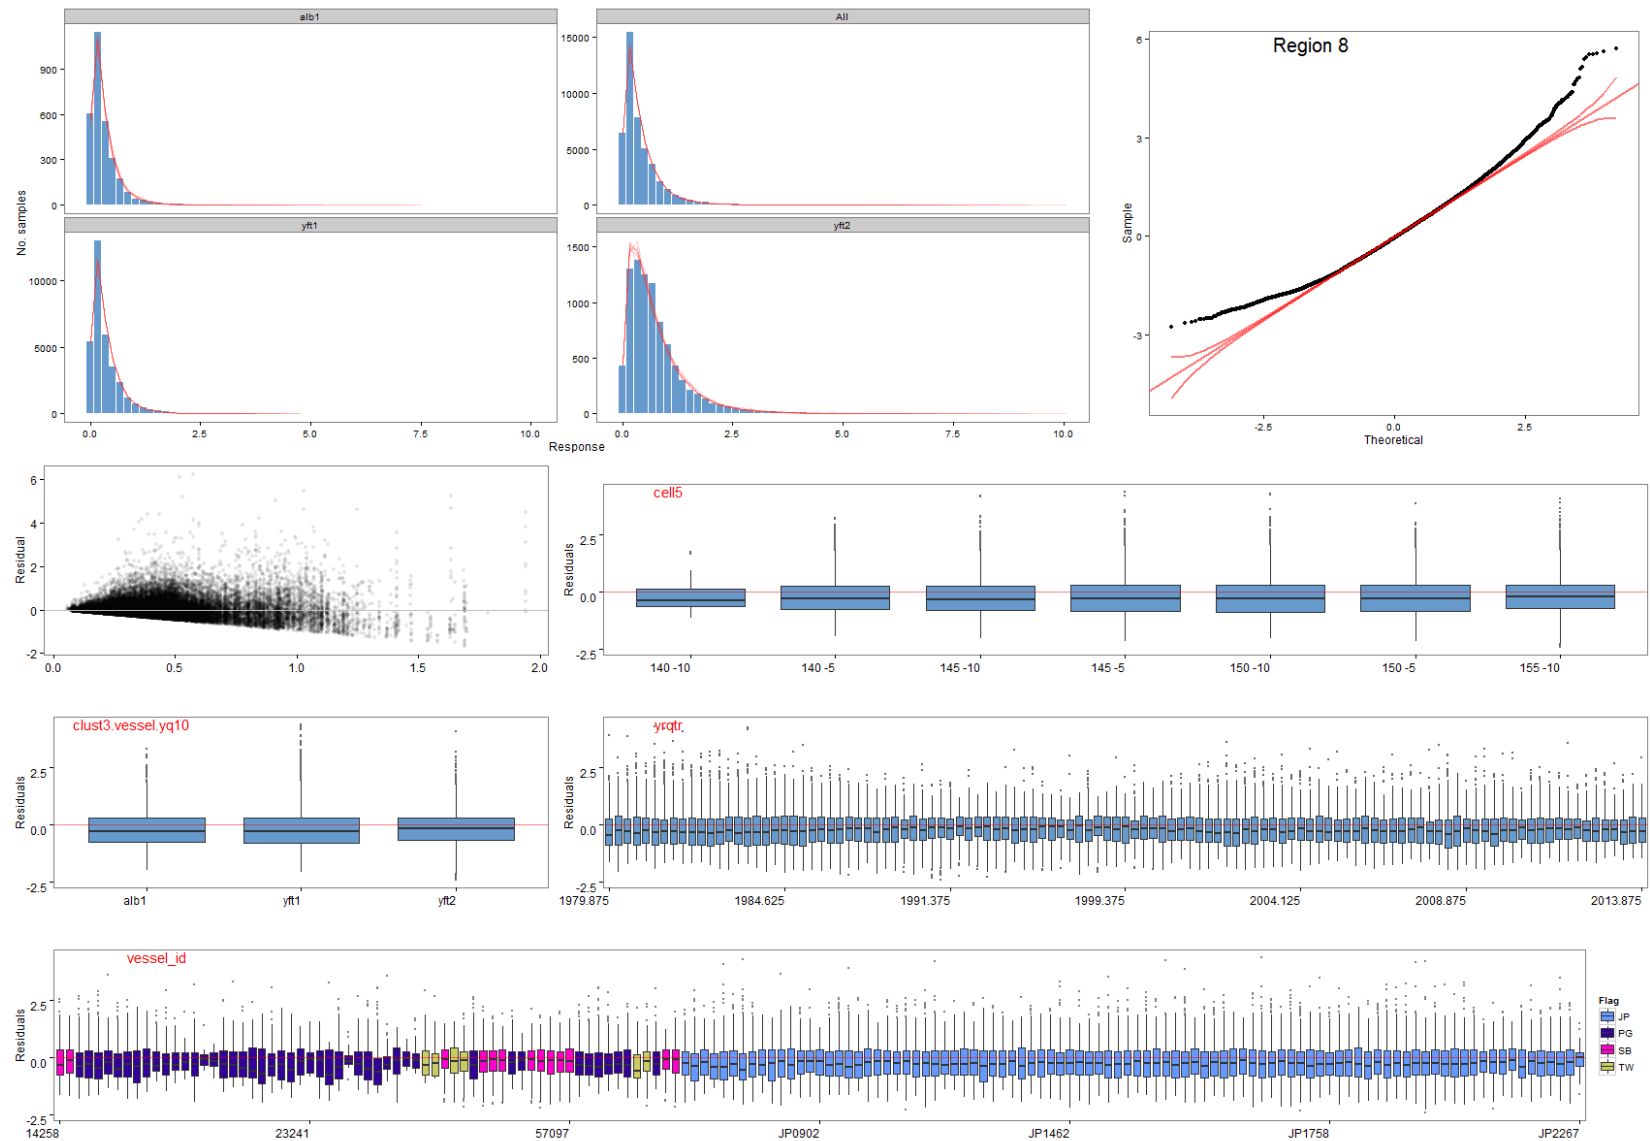 alb1
All
900
600
300
0
15000
10000
5000
0
yft1
yft2
10000
5000
0
1500
1000
500
0
No. samples
0.0 2.5 5.0 7.5 10.0
0.0 2.5 5.0 7.5 10.0
Response
Region 8
6
3
0
-3
Sample
-2.5 0.0 2.5
Theoretical
6
4
2
0
-2
Residual
0.0 0.5 1.0 1.5 2.0
cell5
2.5
0.0
-2.5
Residuals
140 -10 140 -5 145 -10 145 -5 150 -10 150 -5 155 -10
clust3.vessel.yq10
2.5
0.0
-2.5
Residuals
alb1 yft1 yft2
yrqtr
2.5
0.0
-2.5
Residuals
1979.875 1984.625 1991.375 1999.375 2004.125 2008.875 2013.875
vessel_id
2.5
0.0
-2.5
Residuals
14258 23241 57097 JP0902 JP1462 JP1758 JP2267
Flag
JP
PG
SB
TW